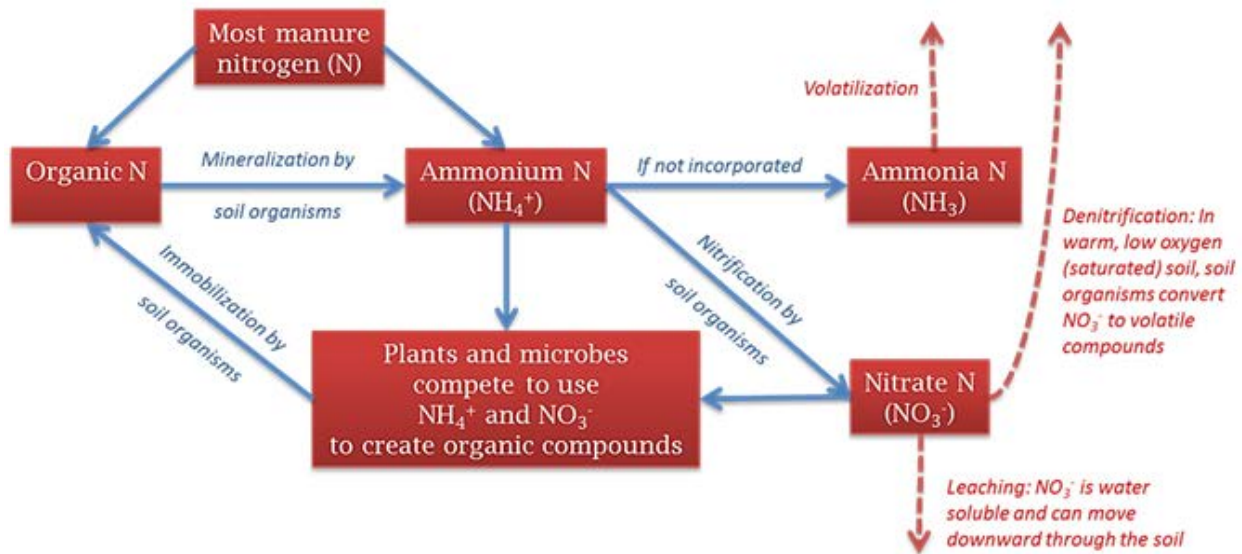 Most manure
nitrogen (N)
Volatilization
Organic N
Mineralization by
soil organisms
Ammonium N
(NH₄⁺)
If not incorporated
Ammonia N
(NH₃)
Denitrification: In
warm, low oxygen
(saturated) soil, soil
organisms convert
NO₃⁻ to volatile
compounds
Immobilization by
soil organisms
Nitrification by
soil organisms
Plants and microbes
compete to use
NH₄⁺ and NO₃⁻
to create organic compounds
Nitrate N
(NO₃⁻)
Leaching: NO₃⁻ is water
soluble and can move
downward through the soil